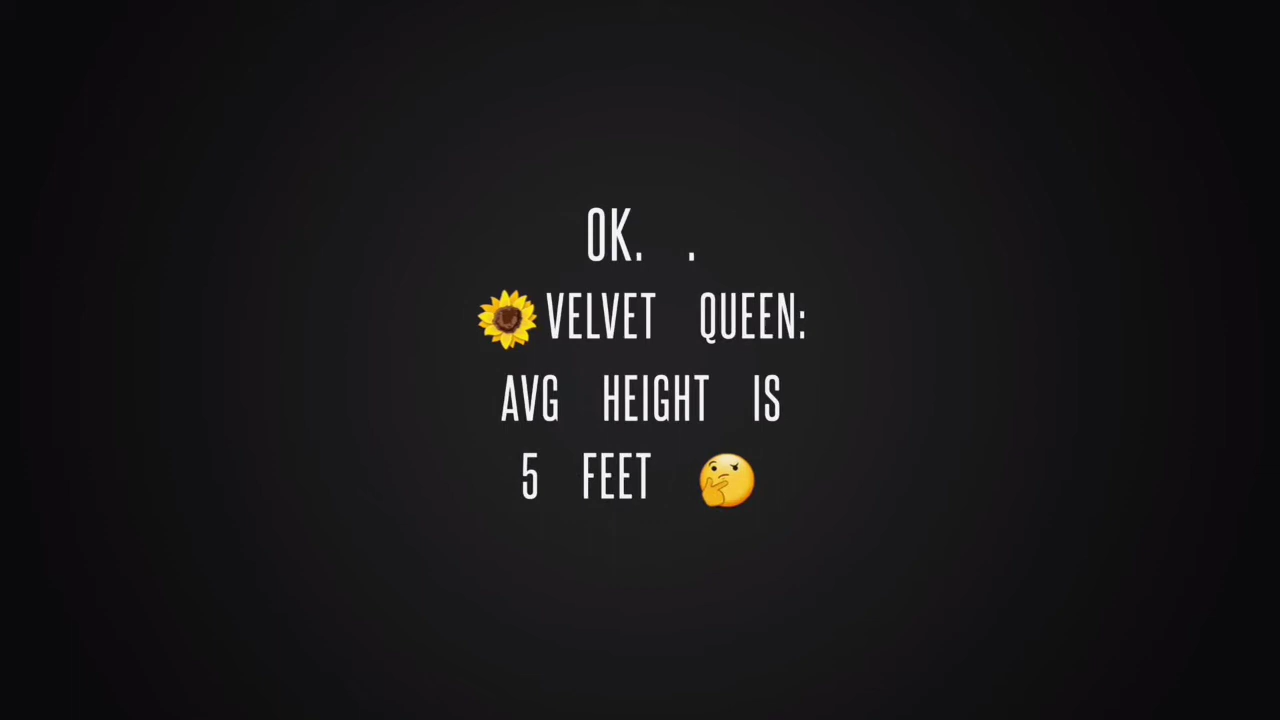 OK. .
🌻VELVET QUEEN:
AVG HEIGHT IS
5 FEET 🤔